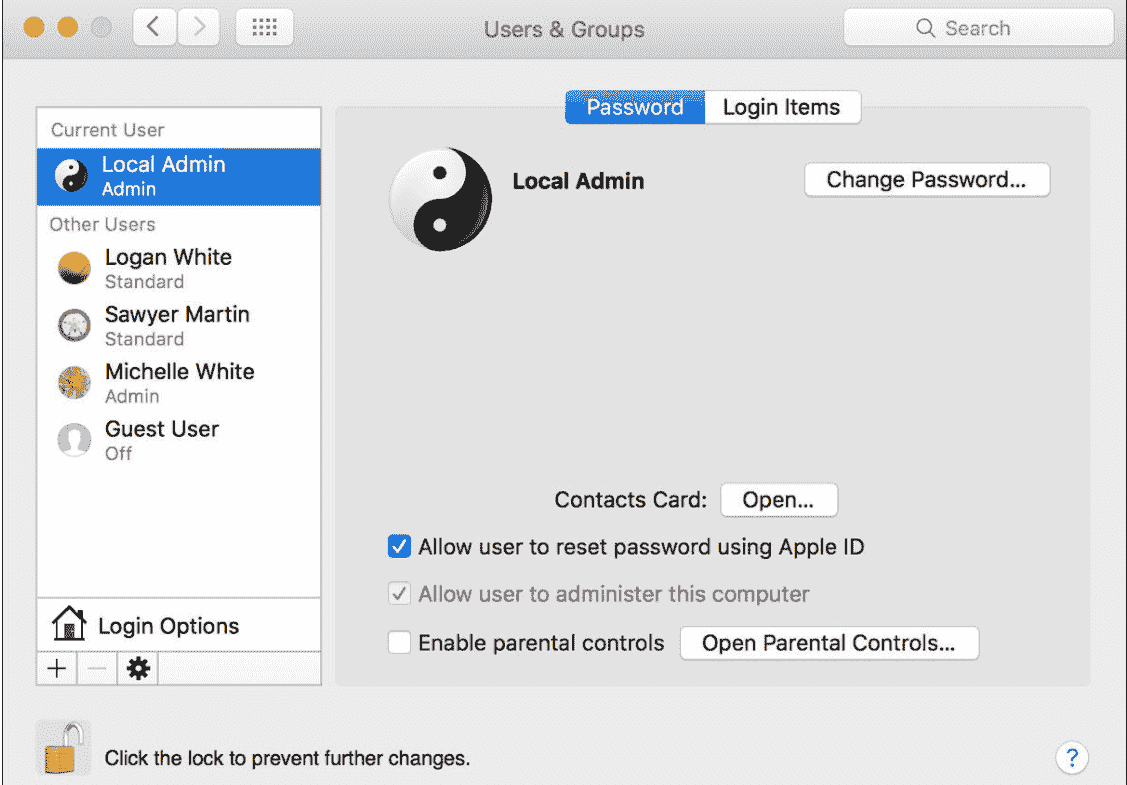 Users & Groups
Search
Password
Login Items
Current User
Local Admin
Admin
Other Users
Logan White
Standard
Sawyer Martin
Standard
Michelle White
Admin
Guest User
Off
Login Options
Local Admin
Change Password...
Contacts Card:
Open...
Allow user to reset password using Apple ID
Allow user to administer this computer
Enable parental controls
Open Parental Controls...
Click the lock to prevent further changes.
?